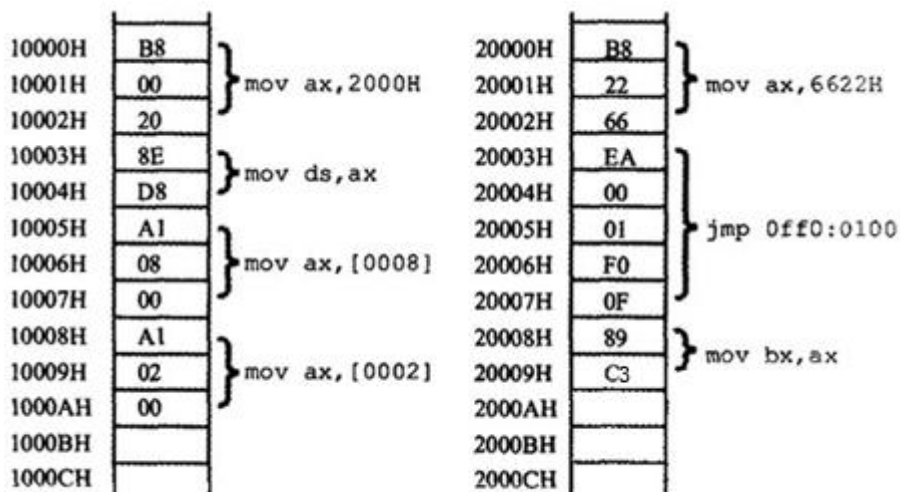 10000H B8
10001H 00 mov ax,2000H
10002H 20
10003H 8E
10004H D8 mov ds,ax
10005H A1
10006H 08 mov ax,[0008]
10007H 00
10008H A1
10009H 02 mov ax,[0002]
1000AH 00
1000BH
1000CH
20000H B8
20001H 22 mov ax,6622H
20002H 66
20003H EA
20004H 00
20005H 01 jmp 0ff0:0100
20006H F0
20007H 0F
20008H 89
20009H C3 mov bx,ax
2000AH
2000BH
2000CH